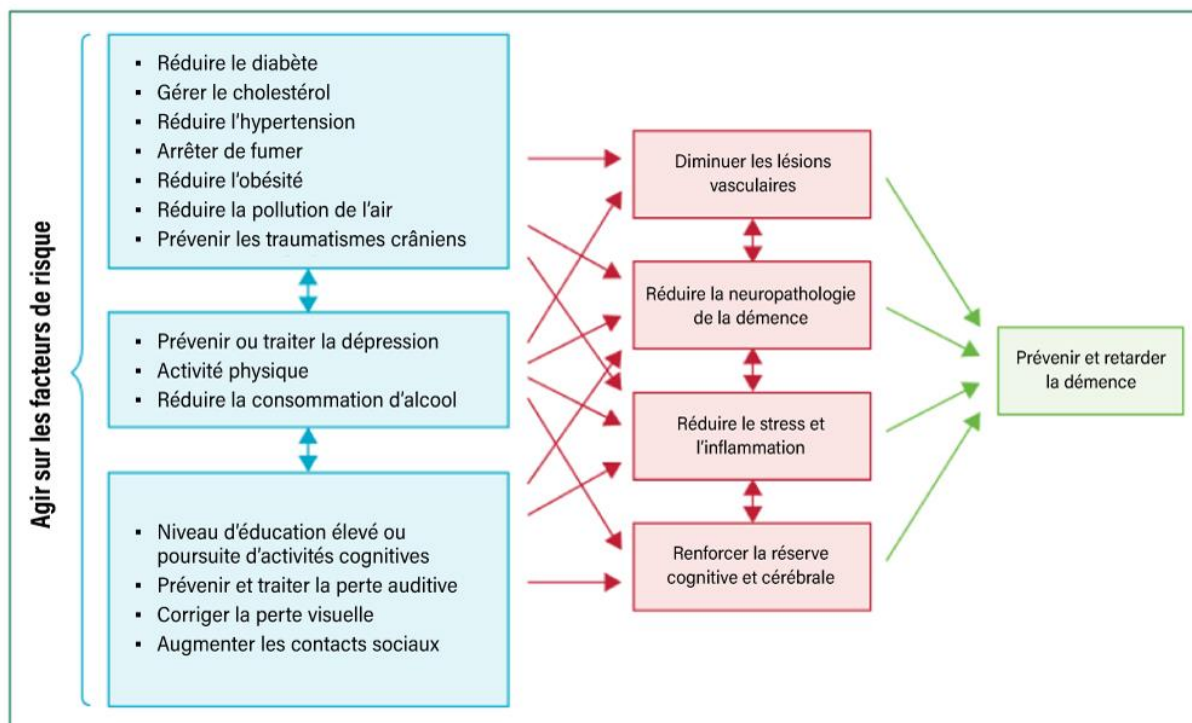 Agir sur les facteurs de risque
▪ Réduire le diabète
▪ Gérer le cholestérol
▪ Réduire l'hypertension
▪ Arrêter de fumer
▪ Réduire l'obésité
▪ Réduire la pollution de l'air
▪ Prévenir les traumatismes crâniens
▪ Prévenir ou traiter la dépression
▪ Activité physique
▪ Réduire la consommation d'alcool
▪ Niveau d'éducation élevé ou
poursuite d'activités cognitives
▪ Prévenir et traiter la perte auditive
▪ Corriger la perte visuelle
▪ Augmenter les contacts sociaux
Diminuer les lésions
vasculaires
Réduire la neuropathologie
de la démence
Réduire le stress et
l'inflammation
Renforcer la réserve
cognitive et cérébrale
Prévenir et retarder
la démence